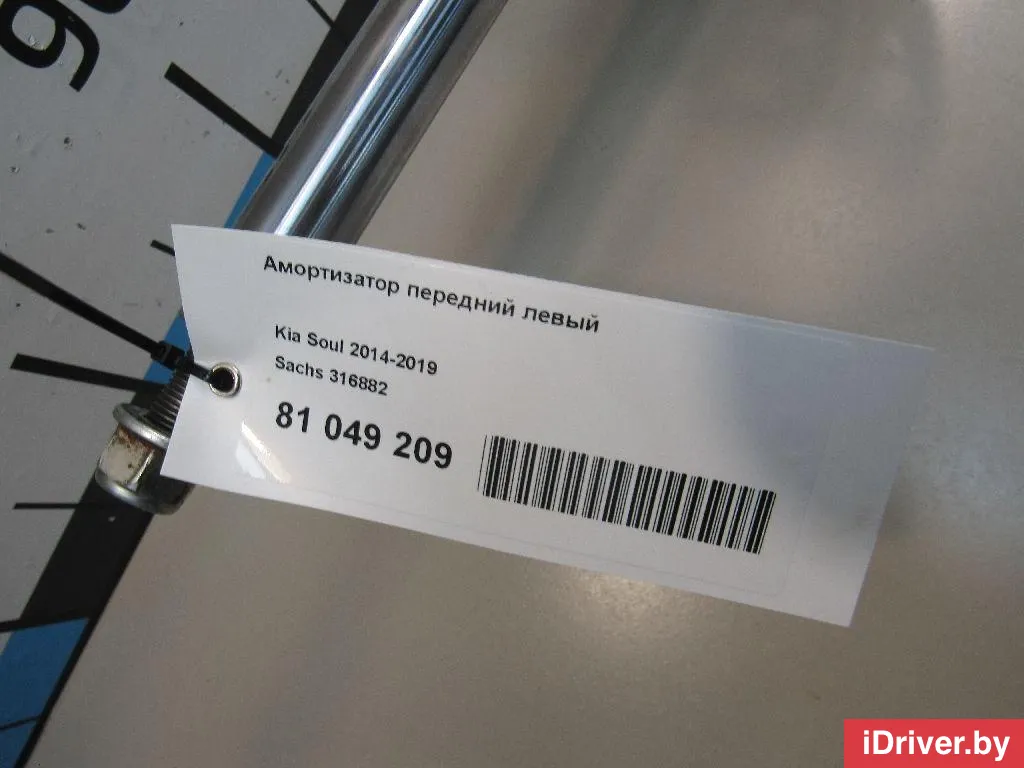 Амортизатор передний левый
Kia Soul 2014-2019
Sachs 316882
81 049 209
iDriver.by